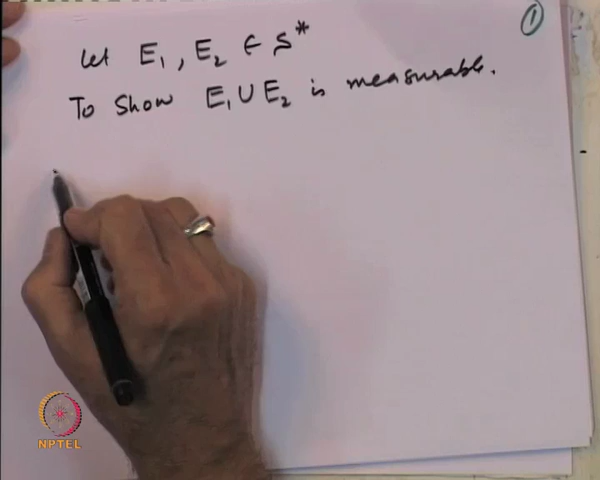 ①
Let E₁, E₂ ∈ S*
To Show E₁ ∪ E₂ is measurable.
NPTEL